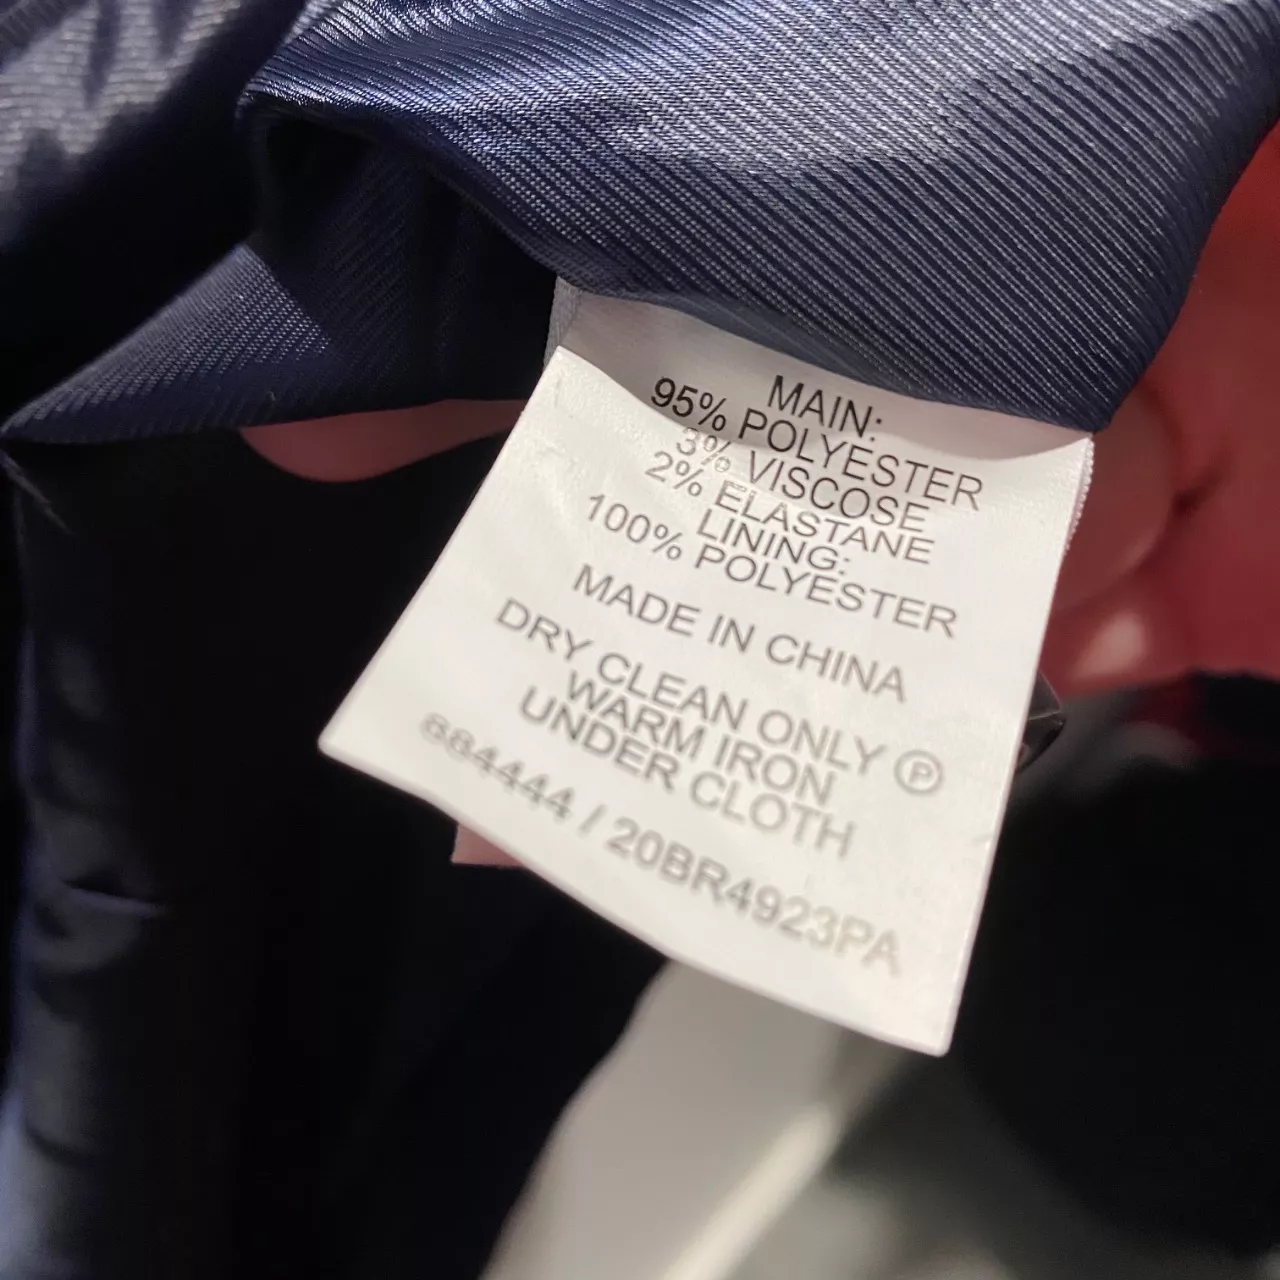 MAIN:
95% POLYESTER
3% VISCOSE
2% ELASTANE
LINING:
100% POLYESTER
MADE IN CHINA
DRY CLEAN ONLY Ⓟ
WARM IRON
UNDER CLOTH
/ 20BR4923PA